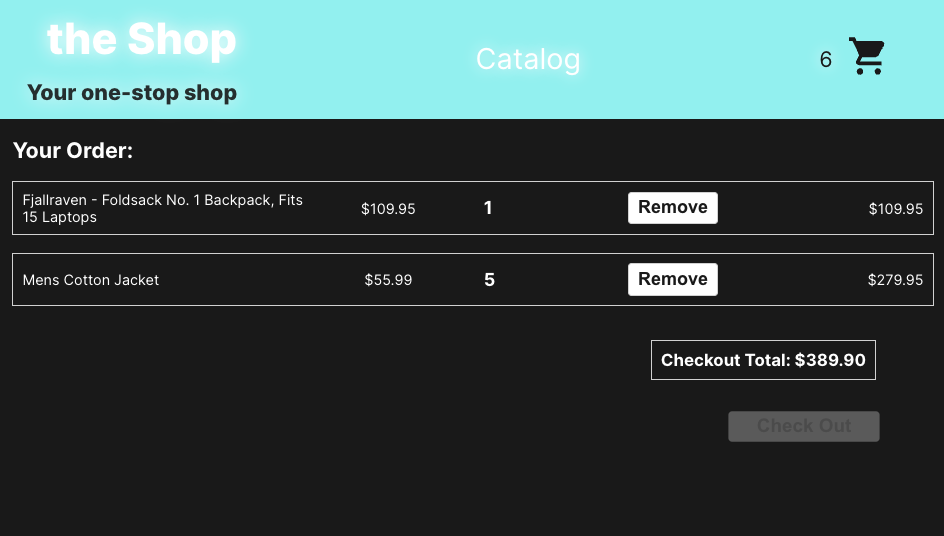 the Shop
Your one-stop shop
Catalog
6
Your Order:
Fjallraven - Foldsack No. 1 Backpack, Fits
15 Laptops
$109.95
1
Remove
$109.95
Mens Cotton Jacket
$55.99
5
Remove
$279.95
Checkout Total: $389.90
Check Out